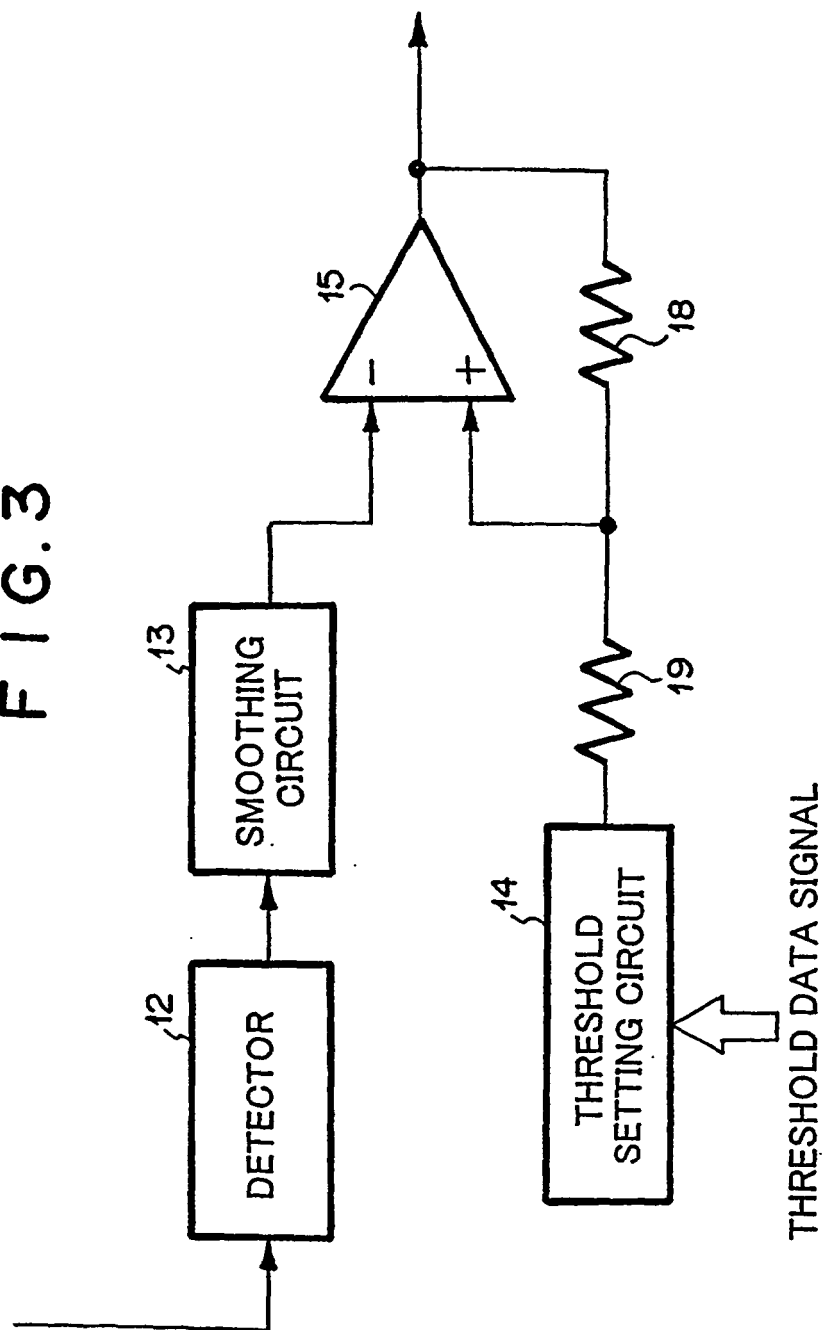 F I G. 3
12
DETECTOR
13
SMOOTHING
CIRCUIT
15
-
+
14
THRESHOLD
SETTING CIRCUIT
19
18
THRESHOLD DATA SIGNAL